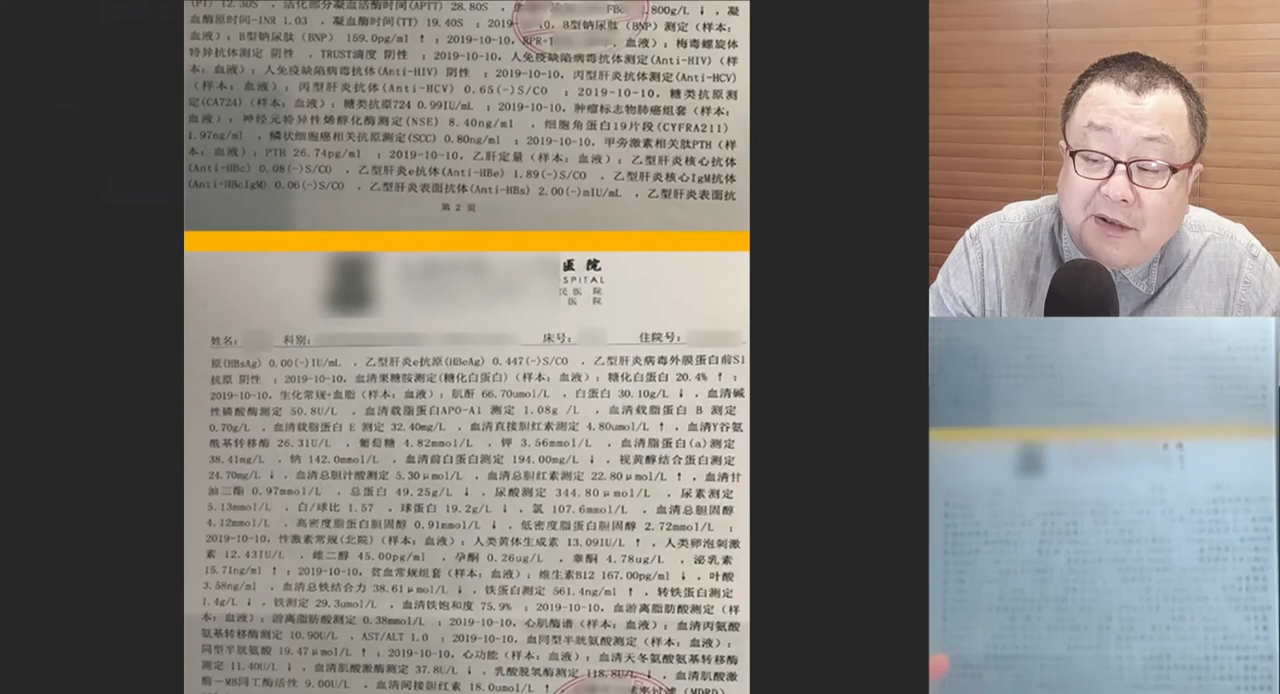 (PT) 12.30S ，活化部分凝血活酶时间(APTT) 28.80S ， FBG .800g/L ↓ ，凝
血酶原时间-INR 1.03 ，凝血酶时间(TT) 19.40S ：2019- 10，B型钠尿肽（BNP）测定（样本：
血液）：B型钠尿肽（BNP） 159.0pg/ml ↑ ；2019-10-10，RPR-T 、血液）：梅毒螺旋体
特异抗体测定 阴性 ，TRUST滴度 阴性 ；2019-10-10，人免疫缺陷病毒抗体测定(Anti-HIV)（样
本：血液）：人免疫缺陷病毒抗体(Anti-HIV) 阴性 ；2019-10-10，丙型肝炎抗体测定(Anti-HCV)
（样本：血液）：丙型肝炎抗体(Anti-HCV) 0.65(-)S/CO ；2019-10-10，糖类抗原测
定(CA724)（样本：血液）：糖类抗原724 0.99IU/mL ；2019-10-10，肿瘤标志物肺癌组套（样本：
血液）：神经元特异性烯醇化酶测定(NSE) 8.40ng/ml ，细胞角蛋白19片段(CYFRA211)
1.97ng/ml ，鳞状细胞癌相关抗原测定(SCC) 0.80ng/ml ；2019-10-10，甲旁激素相关肽PTH（样
本：血液）：PTH 26.74pg/ml ；2019-10-10，乙肝定量（样本：血液）：乙型肝炎核心抗体
(Anti-HBc) 0.08(-)S/CO ，乙型肝炎e抗体(Anti-HBe) 1.89(-)S/CO ，乙型肝炎核心IgM抗体
(Anti-HBcIgM) 0.06(-)S/CO ，乙型肝炎表面抗体(Anti-HBs) 2.00(-)mIU/mL ，乙型肝炎表面抗
第 2 页
医 院
SPITAL
民 医 院
医 院
姓名： 科别： 床号： 住院号：
原(HBsAg) 0.00(-)IU/mL ，乙型肝炎e抗原(HBeAg) 0.447(-)S/CO ，乙型肝炎病毒外膜蛋白前S1
抗原 阴性 ；2019-10-10，血清果糖胺测定(糖化白蛋白)（样本：血液）：糖化白蛋白 20.4% ↑ ；
2019-10-10，生化常规+血脂（样本：血液）：肌酐 66.70umol/L ，白蛋白 30.10g/L ↓ ，血清碱
性磷酸酶测定 50.8U/L ，血清载脂蛋白APO-A1 测定 1.08g /L ，血清载脂蛋白 B 测定
0.70g/L ，血清载脂蛋白 E 测定 32.40mg/L ，血清直接胆红素测定 4.80umol/L ↑ ，血清Y谷氨
酰基转移酶 26.31U/L ，葡萄糖 4.82mmol/L ，钾 3.56mmol/L ，血清脂蛋白(a)测定
38.41mg/L ，钠 142.0mmol/L ，血清前白蛋白测定 194.00mg/L ↓ ，视黄醇结合蛋白测定
24.70mg/L ↓ ，血清总胆汁酸测定 5.30μmol/L ，血清总胆红素测定 22.80μmol/L ↑ ，血清甘
油三酯 0.97mmol/L ，总蛋白 49.25g/L ↓ ，尿酸测定 344.80μmol/L ，尿素测定
5.13mmol/L ，白/球比 1.57 ，球蛋白 19.2g/L ↓ ，氯 107.6mmol/L ，血清总胆固醇
4.12mmol/L ，高密度脂蛋白胆固醇 0.91mmol/L ↓ ，低密度脂蛋白胆固醇 2.72mmol/L ；
2019-10-10，性激素常规(北院)（样本：血液）：人类黄体生成素 13.09IU/L ↑ ，人类卵泡刺激
素 12.43IU/L ，雌二醇 45.00pg/ml ，孕酮 0.26ug/L ，睾酮 4.78ug/L ，泌乳素
15.71ng/ml ↑ ；2019-10-10，贫血常规组套（样本：血液）：维生素B12 167.00pg/ml ↓ ，叶酸
3.58ng/ml ，血清总铁结合力 38.61μmol/L ↓ ，铁蛋白测定 561.4ng/ml ↑ ，转铁蛋白测定
1.4g/L ↓ ，铁测定 29.3umol/L ，血清铁饱和度 75.9% ；2019-10-10，血游离脂肪酸测定（样
本：血液）：游离脂肪酸测定 0.38mmol/L ；2019-10-10，心肌酶谱（样本：血液）：血清丙氨酸
氨基转移酶测定 10.90U/L ，AST/ALT 1.0 ；2019-10-10，血同型半胱氨酸测定（样本：血液）：
同型半胱氨酸 19.47μmol/L ↑ ；2019-10-10，心功能（样本：血液）：血清天冬氨酸氨基转移酶
测定 11.40U/L ↓ ，血清肌酸激酶测定 37.8U/L ↓ ，乳酸脱氢酶测定 118.8U/L ↓ ，血清肌酸激
酶－MB同工酶活性 9.00U/L ，血清间接胆红素 18.0umol/L ↑ (MDRD)